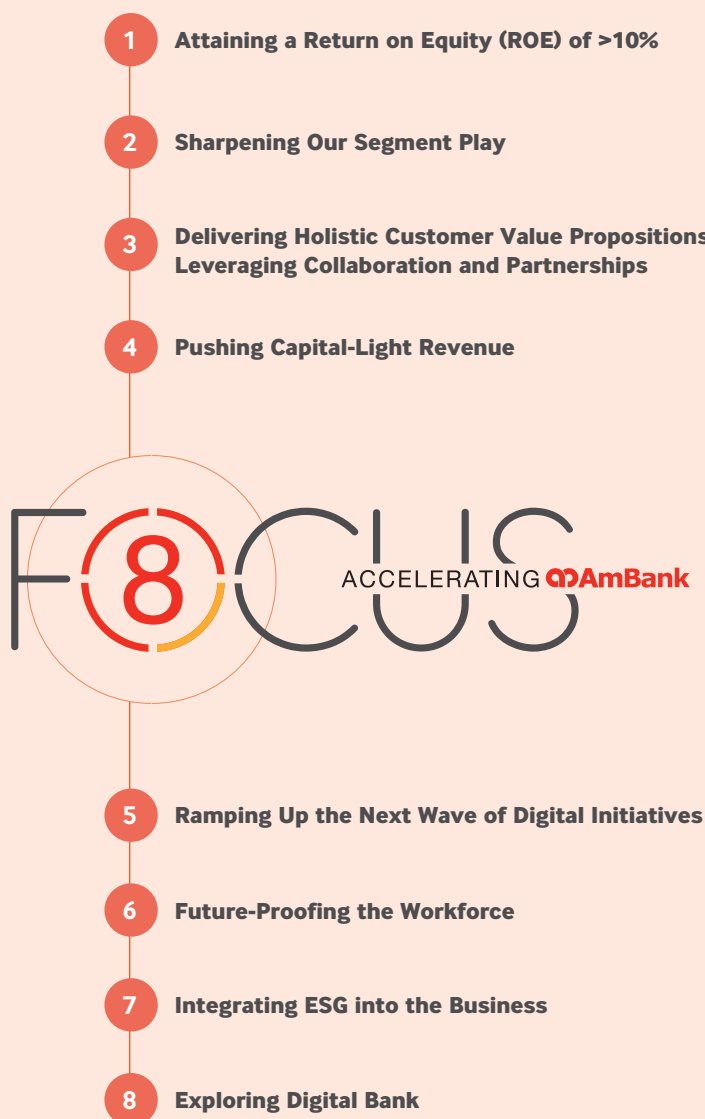 1 Attaining a Return on Equity (ROE) of >10%
2 Sharpening Our Segment Play
3 Delivering Holistic Customer Value Propositions
Leveraging Collaboration and Partnerships
4 Pushing Capital-Light Revenue
F8CUS
ACCELERATING AmBank
5 Ramping Up the Next Wave of Digital Initiatives
6 Future-Proofing the Workforce
7 Integrating ESG into the Business
8 Exploring Digital Bank